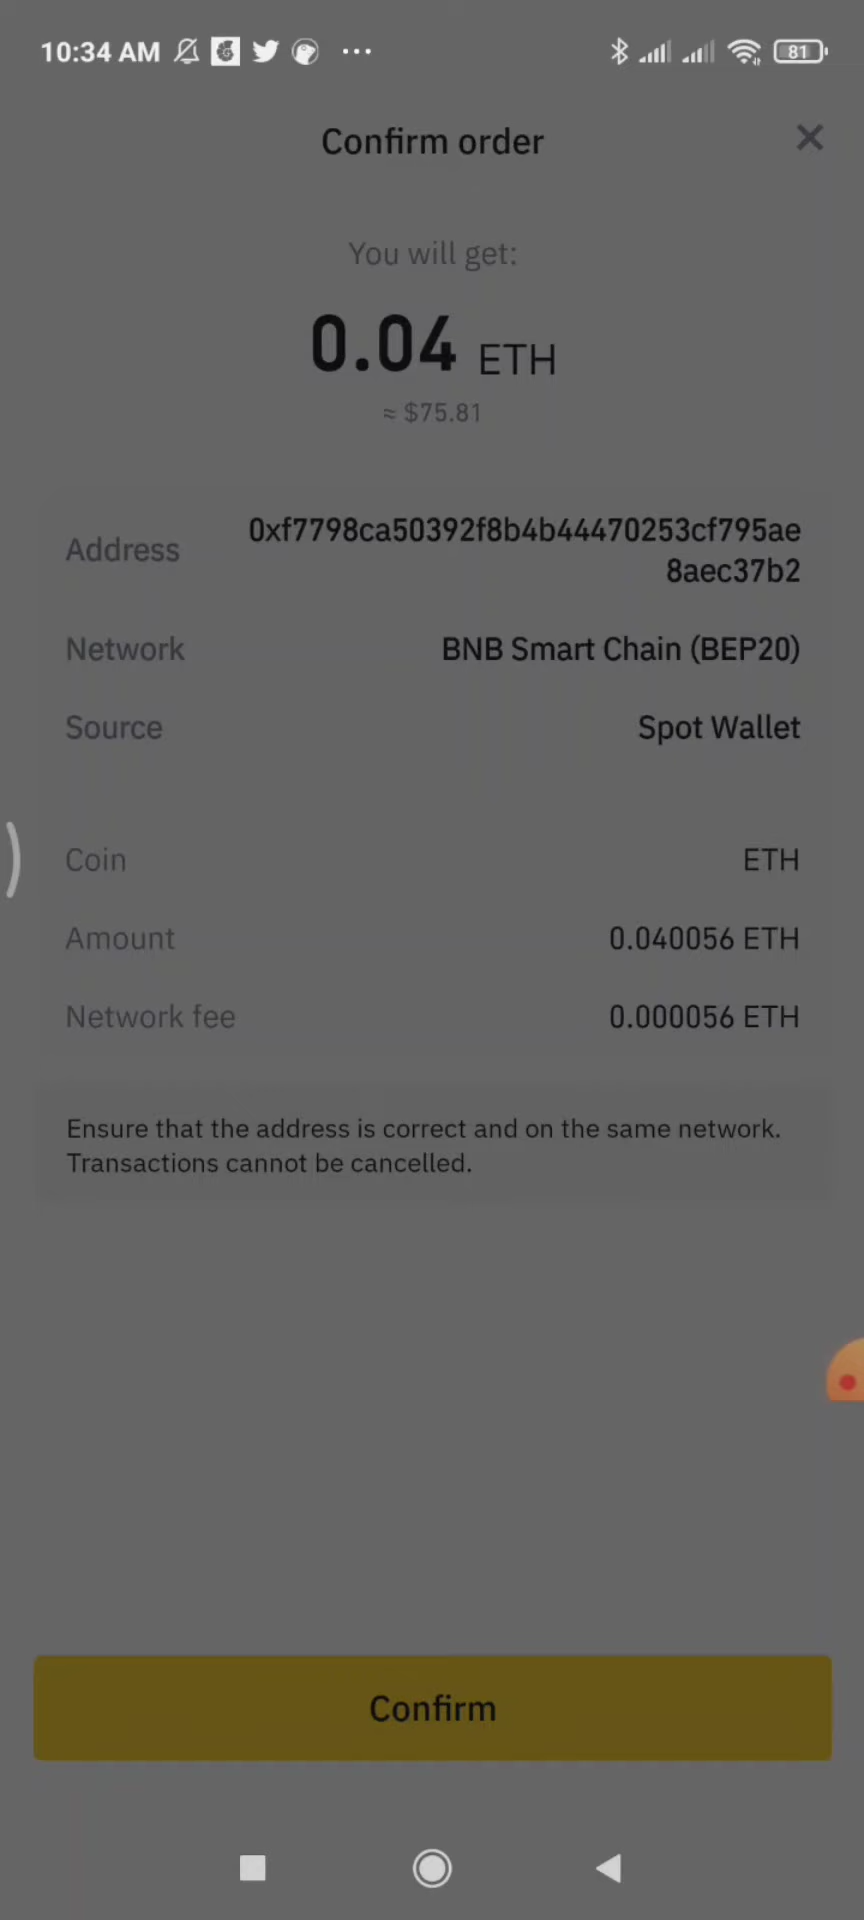 10:34 AM
81
Confirm order
You will get:
0.04 ETH
≈ $75.81
Address
0xf7798ca50392f8b4b44470253cf795ae
8aec37b2
Network BNB Smart Chain (BEP20)
Source Spot Wallet
Coin ETH
Amount 0.040056 ETH
Network fee 0.000056 ETH
Ensure that the address is correct and on the same network.
Transactions cannot be cancelled.
Confirm